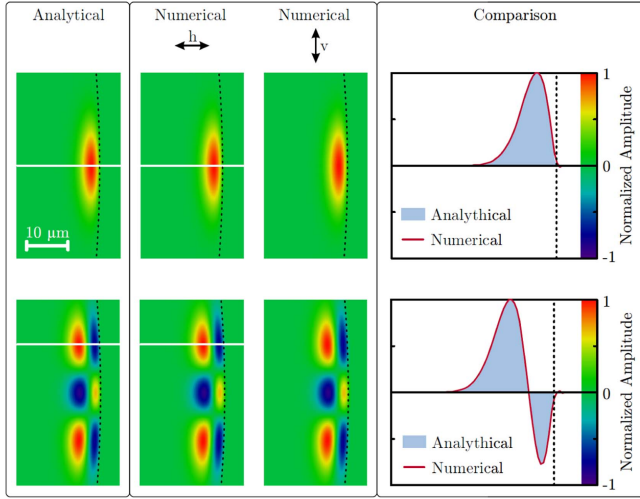 Analytical
Numerical
h
Numerical
v
Comparison
10 µm
Analythical
Numerical
1
0
-1
Normalized Amplitude
Analythical
Numerical
1
0
-1
Normalized Amplitude